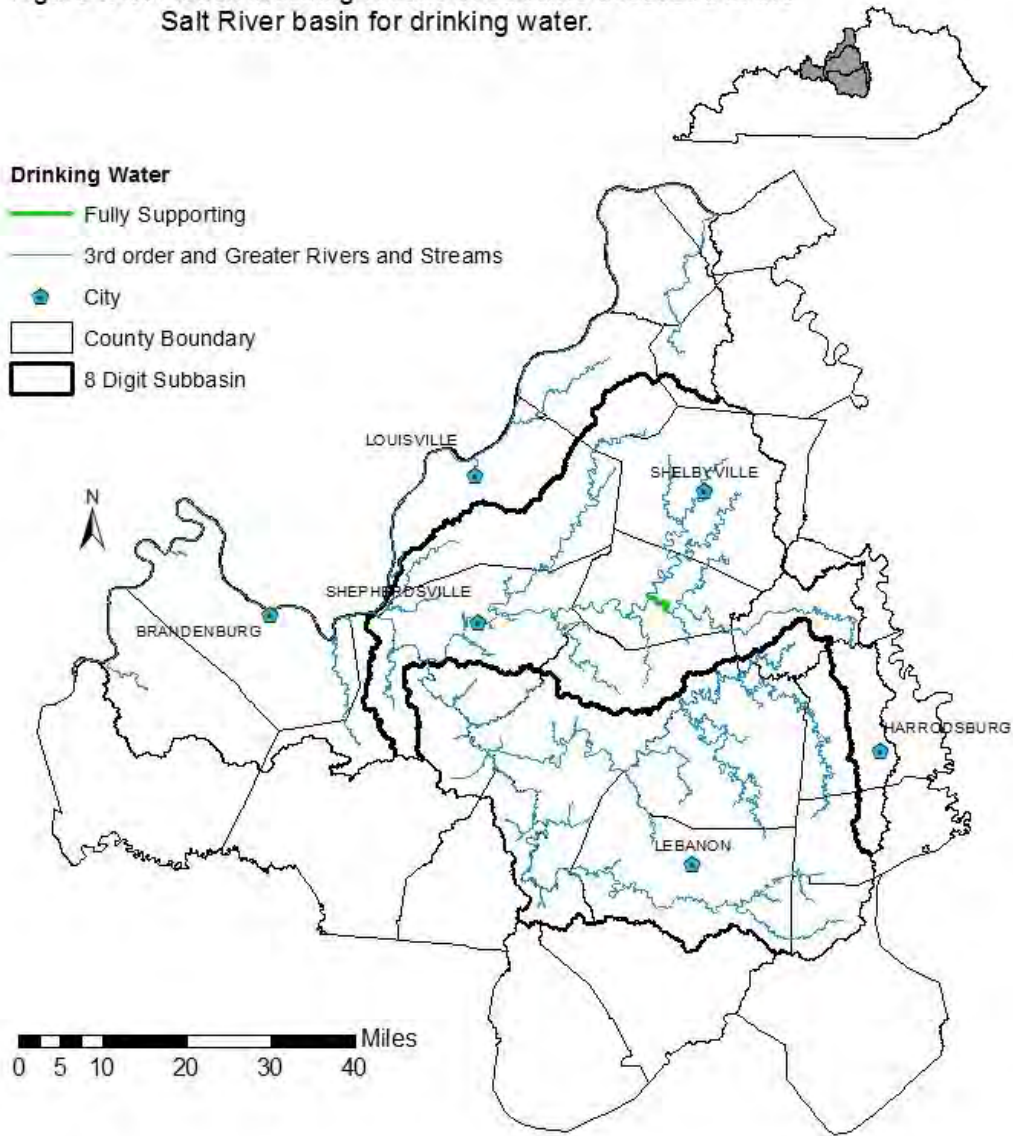 Salt River basin for drinking water.
Drinking Water
Fully Supporting
3rd order and Greater Rivers and Streams
City
County Boundary
8 Digit Subbasin
LOUISVILLE
SHELBYVILLE
N
SHEPHERDSVILLE
BRANDENBURG
HARRODSBURG
LEBANON
Miles
0 5 10 20 30 40